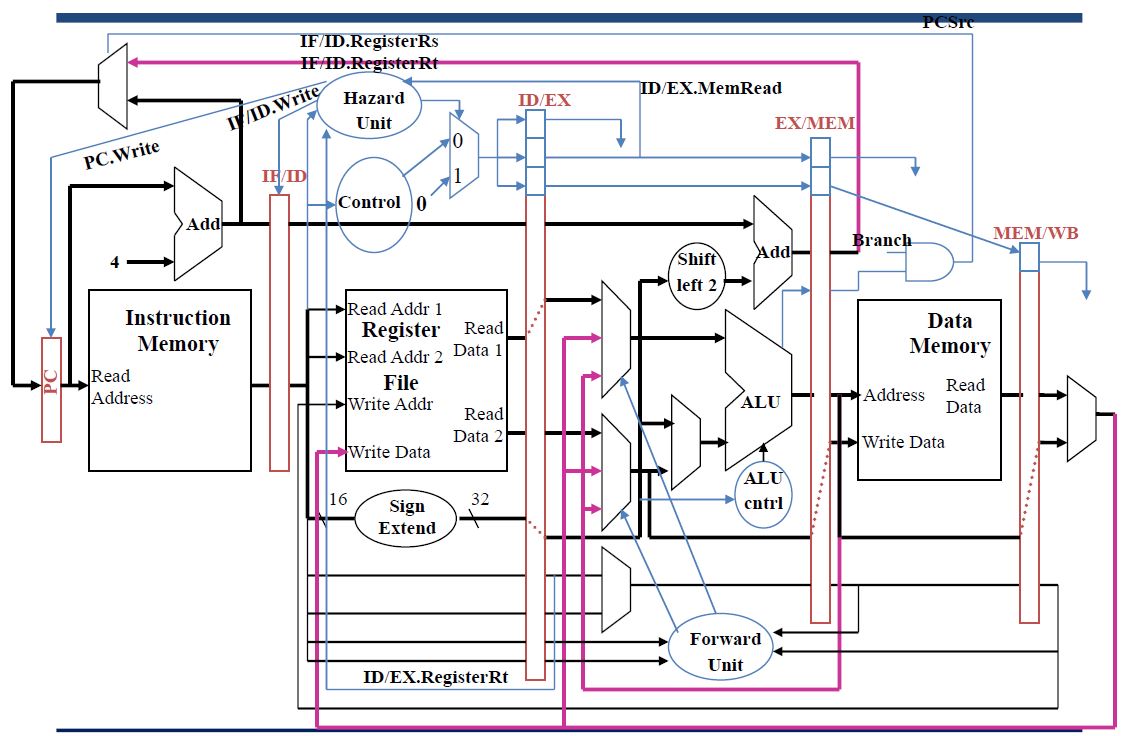 PCSrc
IF/ID.RegisterRs
IF/ID.RegisterRt
ID/EX.MemRead
IF/ID.Write
PC.Write
Hazard
Unit
ID/EX
EX/MEM
0
1
IF/ID
Control
0
Add
4
MEM/WB
Branch
Add
Shift
left 2
Instruction
Memory
Read
Address
PC
Read Addr 1
Register
Read Addr 2
File
Write Addr
Write Data
Read
Data 1
Read
Data 2
ALU
Data
Memory
Address
Read
Data
Write Data
ALU
cntrl
16
Sign
Extend
32
Forward
Unit
ID/EX.RegisterRt